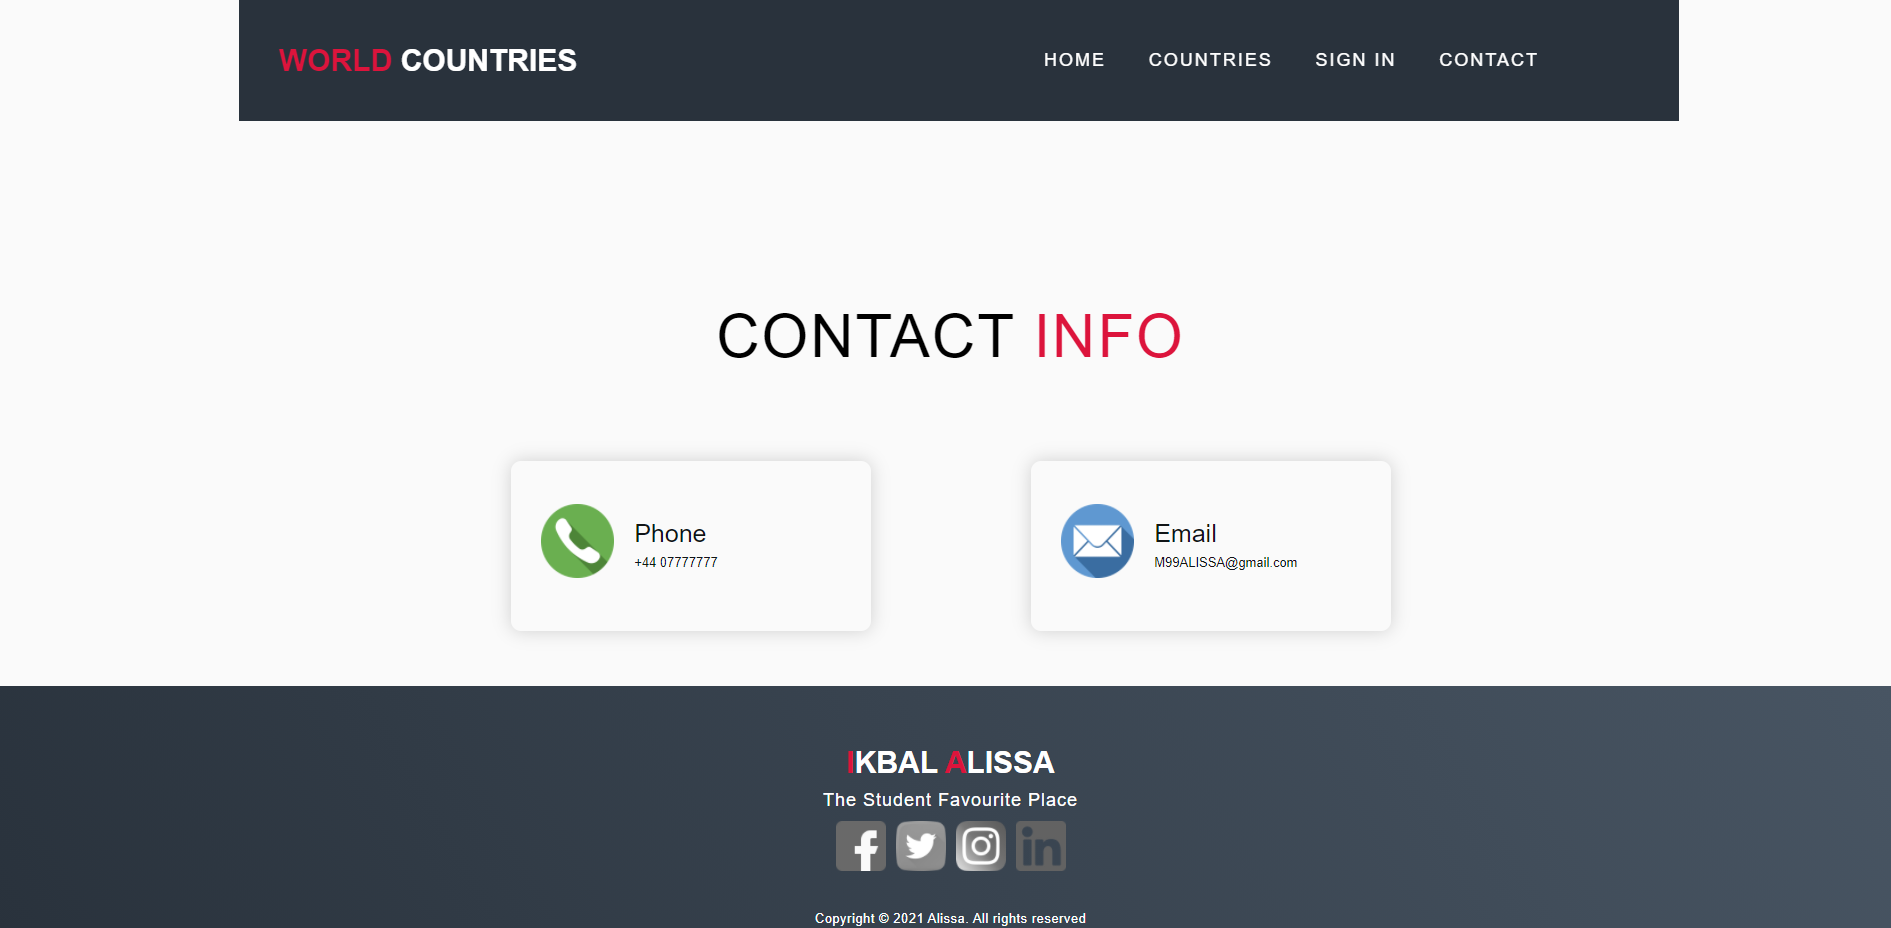 WORLD COUNTRIES
HOME COUNTRIES SIGN IN CONTACT
CONTACT INFO
Phone
+44 07777777
Email
M99ALISSA@gmail.com
IKBAL ALISSA
The Student Favourite Place
Copyright © 2021 Alissa. All rights reserved